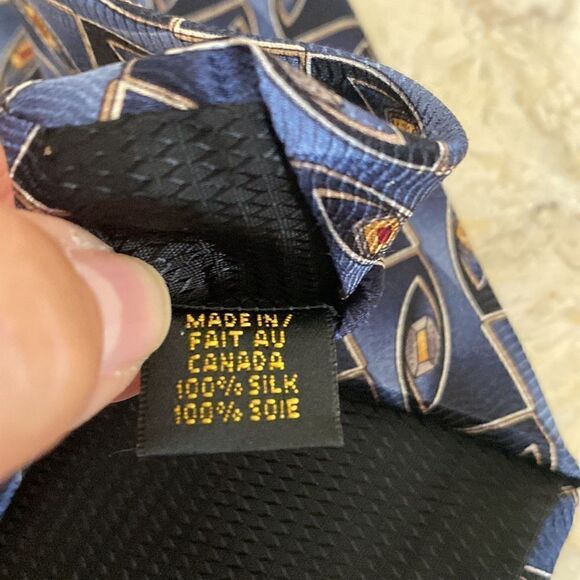 MADE IN/
FAIT AU
CANADA
100% SILK
100% SOIE